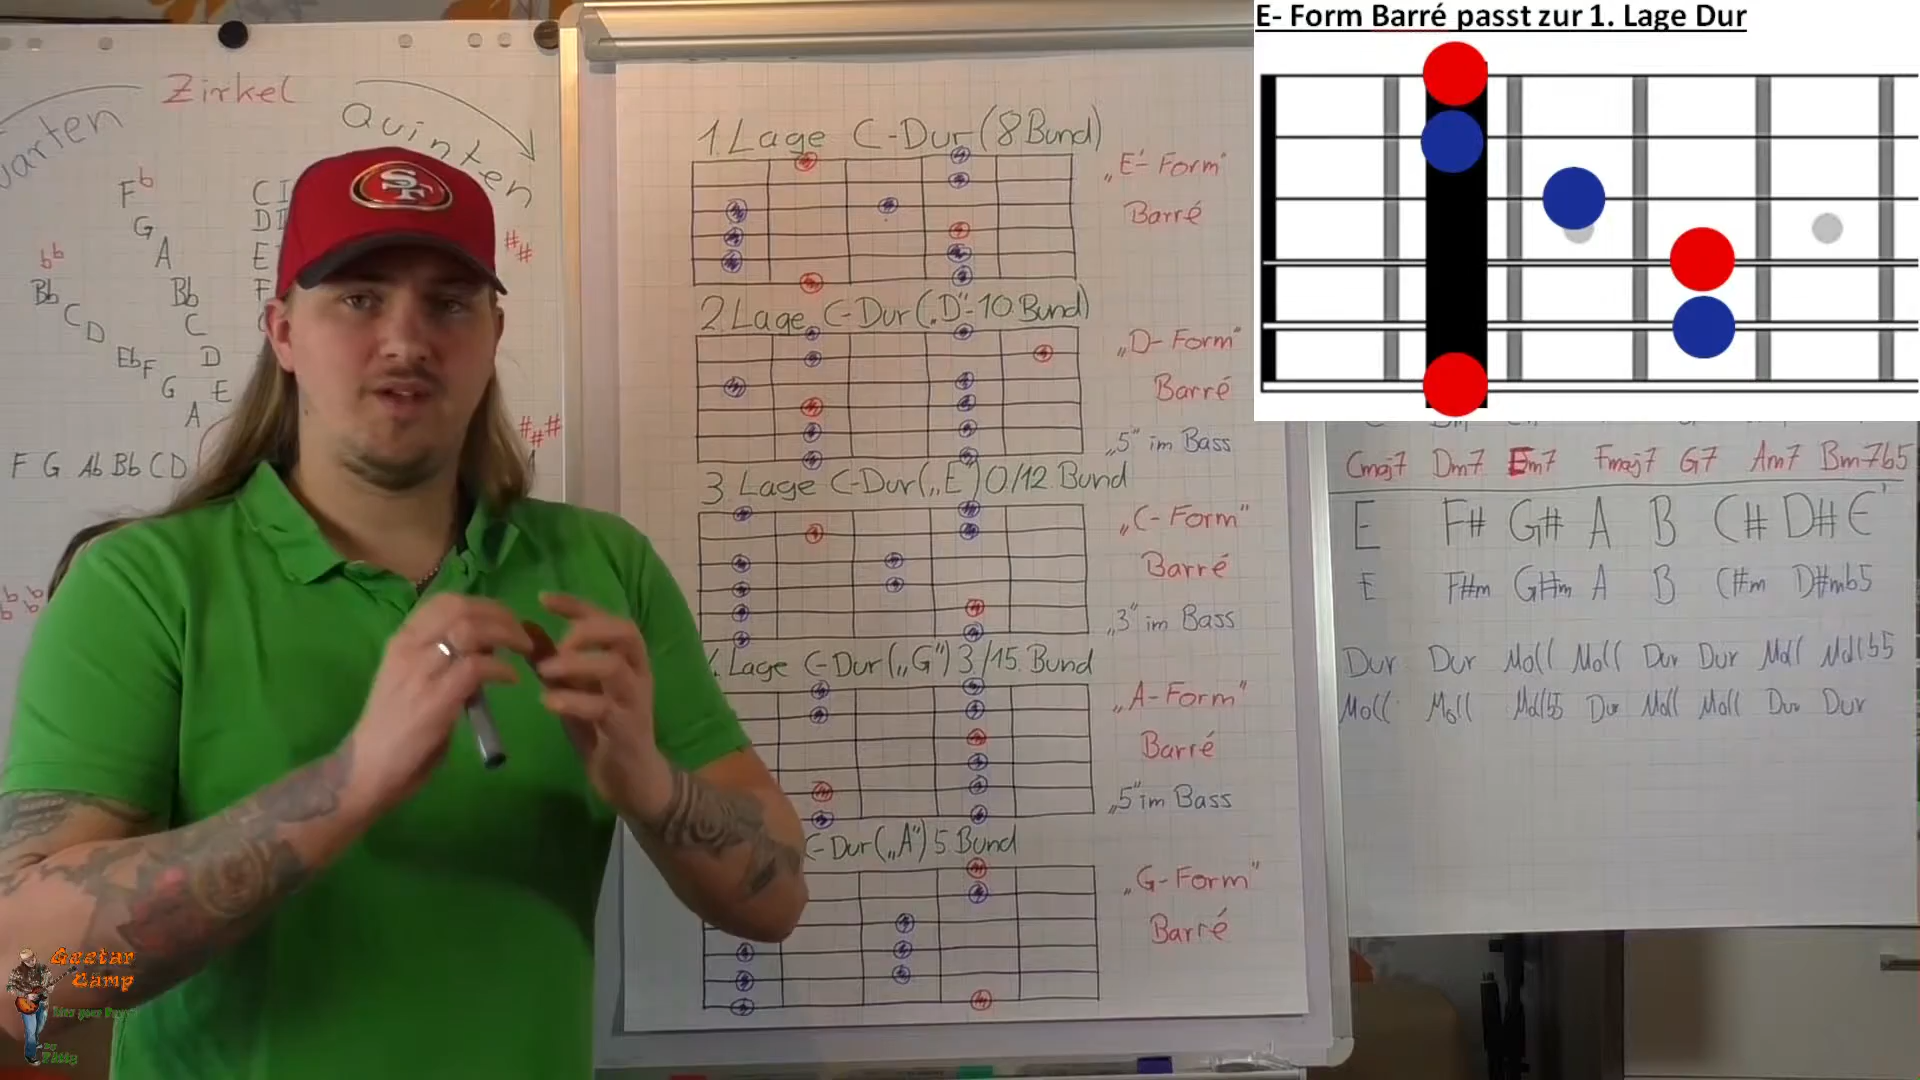 E- Form Barré passt zur 1. Lage Dur
Zirkel
Quinten
F b
G
A
bb
Bb
C
D
Bb
C
D
E
Eb F
G
A
F G Ab Bb C D
##
###
SF
1. Lage C-Dur (8 Bund)
„E"- Form"
Barré
2. Lage C-Dur („D"-10. Bund)
„D- Form"
Barré
„5" im Bass
3. Lage C-Dur („E") 0/12. Bund
„C- Form"
Barré
„3" im Bass
Lage C-Dur („G") 3/15. Bund
„A-Form"
Barré
„5" im Bass
C-Dur („A") 5. Bund
„G-Form"
Barré
Cmaj7 Dm7 Em7 Fmaj7 G7 Am7 Bm7b5
E F# G# A B C# D# E'
E F#m G#m A B C#m D#mb5
Dur Dur Moll Moll Dur Dur Moll Mollb5
Moll Moll Mollb5 Dur Moll Moll Dur Dur
Geetar
Camp